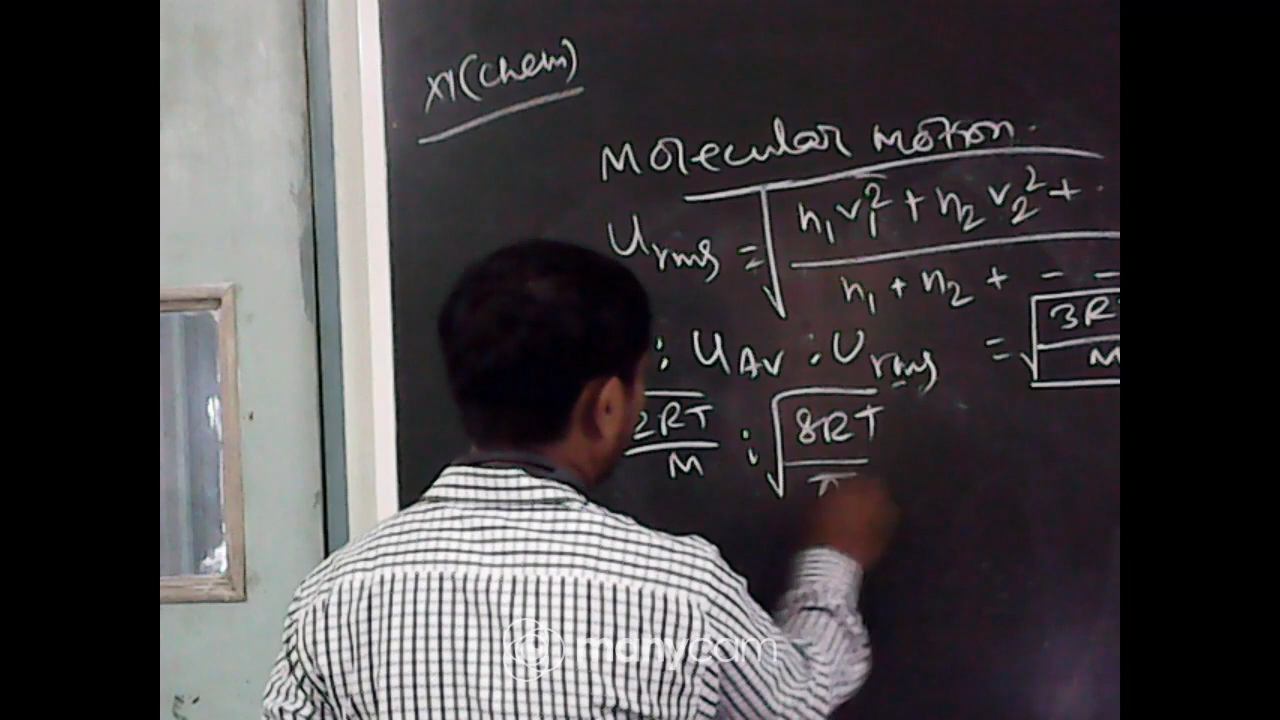 XI (Chem)
Molecular motion.
Urms = √(n₁v₁² + n₂v₂² + .
n₁ + n₂ + - -
= √(3RT
M
: UAv : Urms
2RT
M
: √(8RT
π
manycam